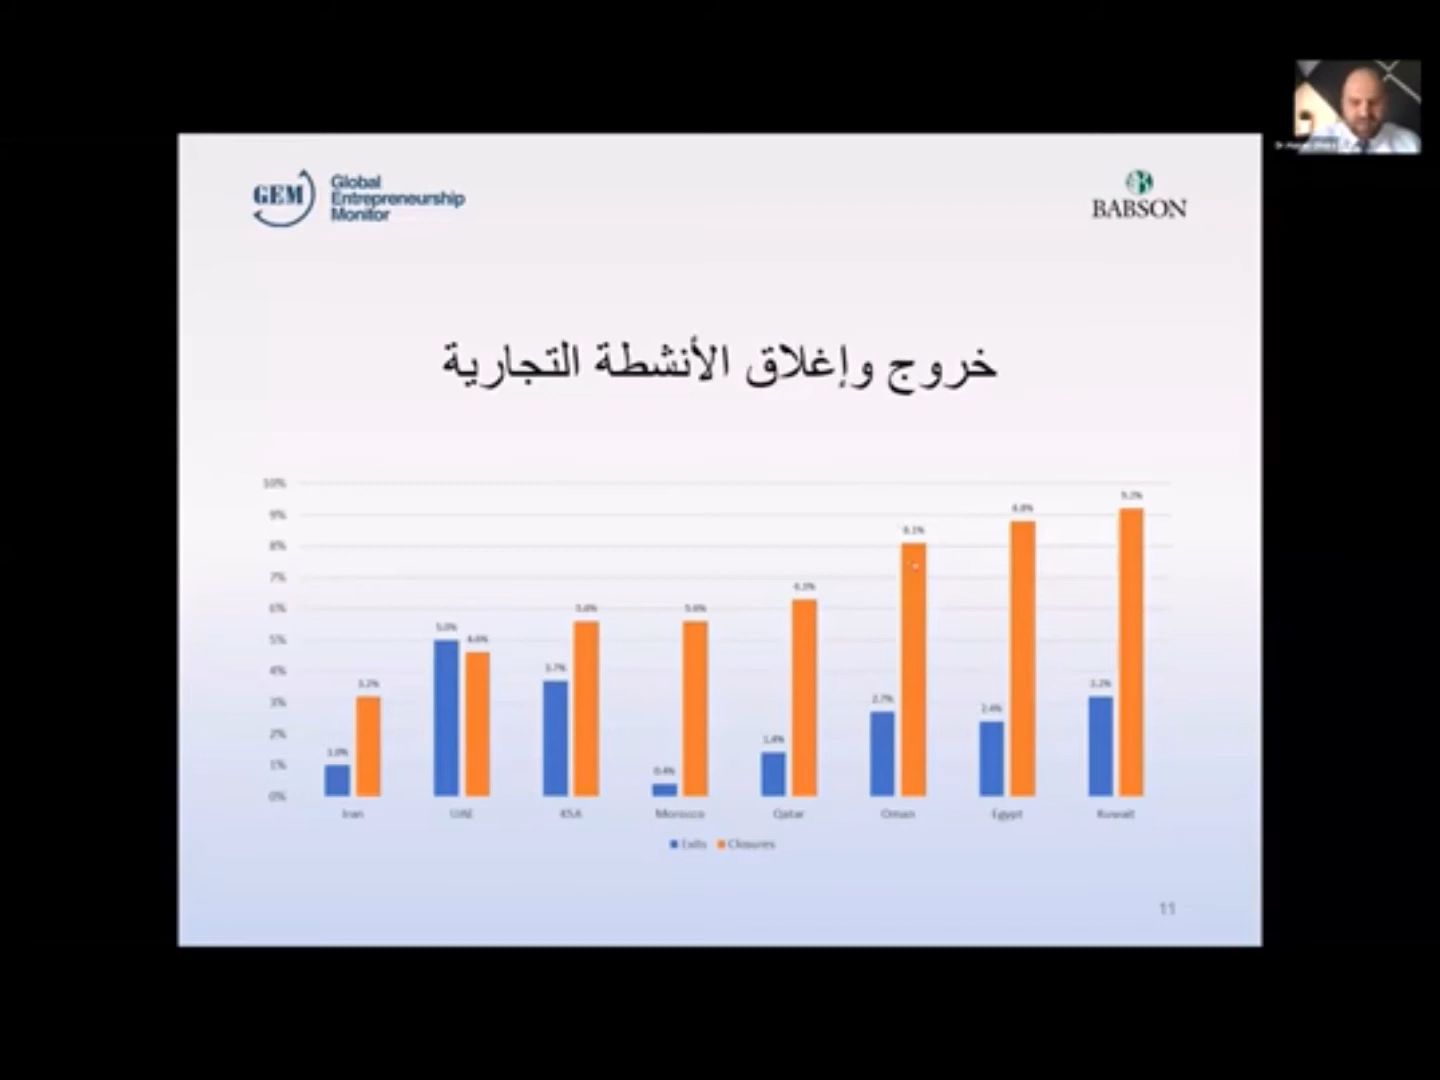 GEM
Global
Entrepreneurship
Monitor
BABSON
خروج وإغلاق الأنشطة التجارية
10%
9%
8%
7%
6%
5%
4%
3%
2%
1%
0%
1.0%
3.2%
5.0%
4.6%
3.7%
5.6%
0.4%
5.6%
1.4%
6.3%
2.7%
8.1%
2.4%
8.8%
3.2%
9.2%
Iran
UAE
KSA
Morocco
Qatar
Oman
Egypt
Kuwait
Exits
Closures
11